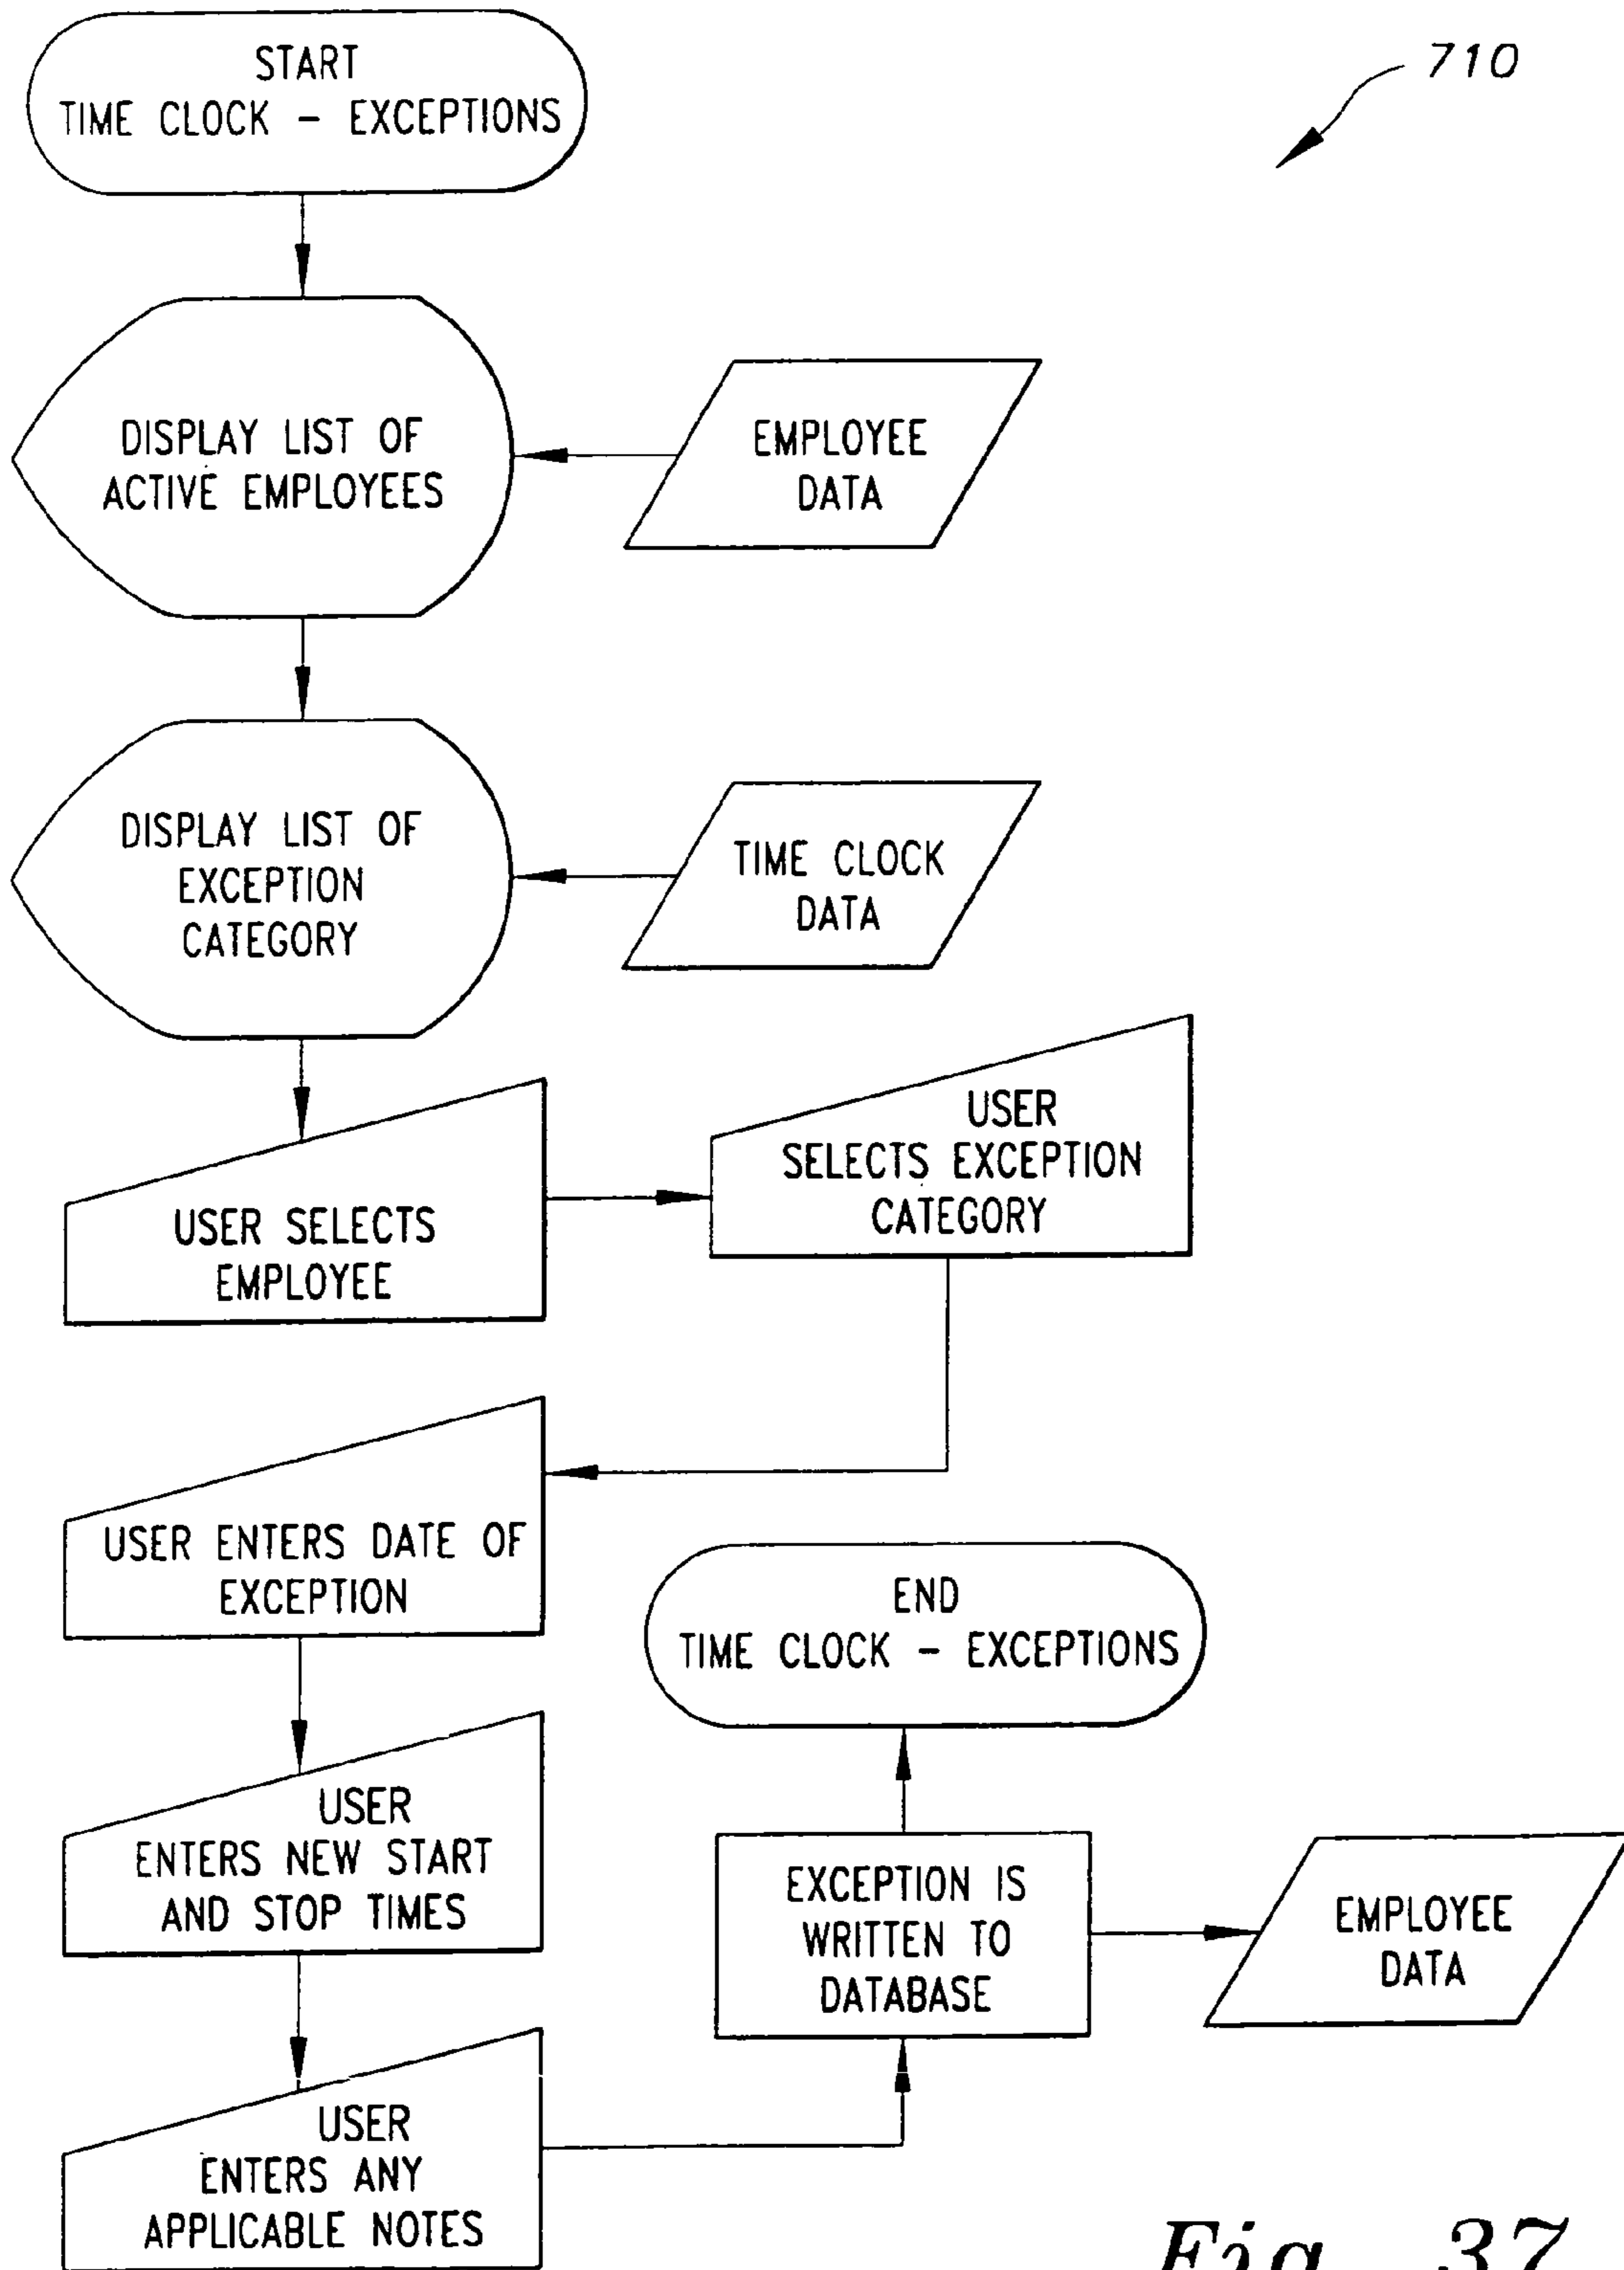 START
TIME CLOCK - EXCEPTIONS
710
DISPLAY LIST OF
ACTIVE EMPLOYEES
EMPLOYEE
DATA
DISPLAY LIST OF
EXCEPTION
CATEGORY
TIME CLOCK
DATA
USER SELECTS
EMPLOYEE
USER
SELECTS EXCEPTION
CATEGORY
USER ENTERS DATE OF
EXCEPTION
USER
ENTERS NEW START
AND STOP TIMES
USER
ENTERS ANY
APPLICABLE NOTES
EXCEPTION IS
WRITTEN TO
DATABASE
EMPLOYEE
DATA
END
TIME CLOCK - EXCEPTIONS
Fig. 37